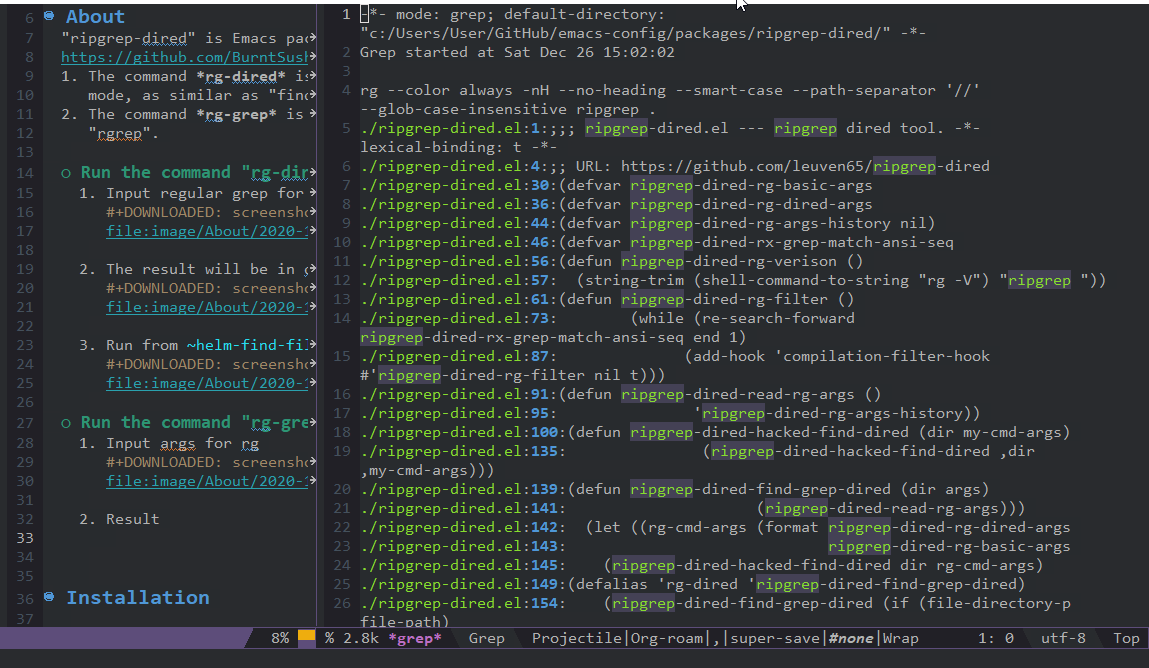 6 About
7 "ripgrep-dired" is Emacs pac
8 https://github.com/BurntSush
9 1. The command *rg-dired* is
10 mode, as similar as "find
11 2. The command *rg-grep* is
12 "rgrep".
13
14 Run the command "rg-dir
15 1. Input regular grep for
16 #+DOWNLOADED: screensho
17 file:image/About/2020-1
18
19 2. The result will be in g
20 #+DOWNLOADED: screensho
21 file:image/About/2020-1
22
23 3. Run from ~helm-find-fil
24 #+DOWNLOADED: screensho
25 file:image/About/2020-1
26
27 Run the command "rg-gre
28 1. Input args for rg
29 #+DOWNLOADED: screensho
30 file:image/About/2020-1
31
32 2. Result
33
34
35
36 Installation
37
1 -*- mode: grep; default-directory:
"c:/Users/User/GitHub/emacs-config/packages/ripgrep-dired/" -*-
2 Grep started at Sat Dec 26 15:02:02
3
4 rg --color always -nH --no-heading --smart-case --path-separator '//'
--glob-case-insensitive ripgrep .
5 ./ripgrep-dired.el:1:;;; ripgrep-dired.el --- ripgrep dired tool. -*-
lexical-binding: t -*-
6 ./ripgrep-dired.el:4:;; URL: https://github.com/leuven65/ripgrep-dired
7 ./ripgrep-dired.el:30:(defvar ripgrep-dired-rg-basic-args
8 ./ripgrep-dired.el:36:(defvar ripgrep-dired-rg-dired-args
9 ./ripgrep-dired.el:44:(defvar ripgrep-dired-rg-args-history nil)
10 ./ripgrep-dired.el:46:(defvar ripgrep-dired-rx-grep-match-ansi-seq
11 ./ripgrep-dired.el:56:(defun ripgrep-dired-rg-verison ()
12 ./ripgrep-dired.el:57: (string-trim (shell-command-to-string "rg -V") "ripgrep "))
13 ./ripgrep-dired.el:61:(defun ripgrep-dired-rg-filter ()
14 ./ripgrep-dired.el:73: (while (re-search-forward
ripgrep-dired-rx-grep-match-ansi-seq end 1)
15 ./ripgrep-dired.el:87: (add-hook 'compilation-filter-hook
#'ripgrep-dired-rg-filter nil t)))
16 ./ripgrep-dired.el:91:(defun ripgrep-dired-read-rg-args ()
17 ./ripgrep-dired.el:95: 'ripgrep-dired-rg-args-history))
18 ./ripgrep-dired.el:100:(defun ripgrep-dired-hacked-find-dired (dir my-cmd-args)
19 ./ripgrep-dired.el:135: (ripgrep-dired-hacked-find-dired ,dir
,my-cmd-args)))
20 ./ripgrep-dired.el:139:(defun ripgrep-dired-find-grep-dired (dir args)
21 ./ripgrep-dired.el:141: (ripgrep-dired-read-rg-args)))
22 ./ripgrep-dired.el:142: (let ((rg-cmd-args (format ripgrep-dired-rg-dired-args
23 ./ripgrep-dired.el:143: ripgrep-dired-rg-basic-args
24 ./ripgrep-dired.el:145: (ripgrep-dired-hacked-find-dired dir rg-cmd-args)
25 ./ripgrep-dired.el:149:(defalias 'rg-dired 'ripgrep-dired-find-grep-dired)
26 ./ripgrep-dired.el:154: (ripgrep-dired-find-grep-dired (if (file-directory-p
file-path)
8% % 2.8k *grep* Grep Projectile|Org-roam|,|super-save|#none|Wrap 1: 0 utf-8 Top